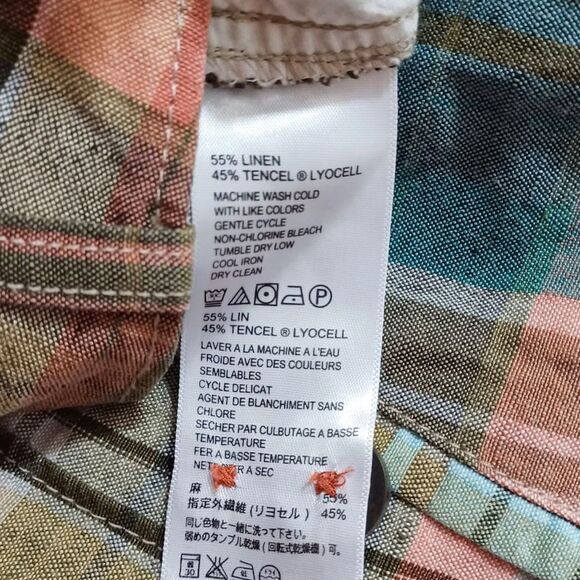 55% LINEN
45% TENCEL ® LYOCELL
MACHINE WASH COLD
WITH LIKE COLORS
GENTLE CYCLE
NON-CHLORINE BLEACH
TUMBLE DRY LOW
COOL IRON
DRY CLEAN
P
55% LIN
45% TENCEL ® LYOCELL
LAVER A LA MACHINE A L'EAU
FROIDE AVEC DES COULEURS
SEMBLABLES
CYCLE DELICAT
AGENT DE BLANCHIMENT SANS
CHLORE
SECHER PAR CULBUTAGE A BASSE
TEMPERATURE
FER A BASSE TEMPERATURE
NET ER A SEC
麻 55%
指定外繊維 (リヨセル) 45%
同じ色物と一緒に洗って下さい。
弱めのタンブル乾燥 (回転式乾燥機) 可
30